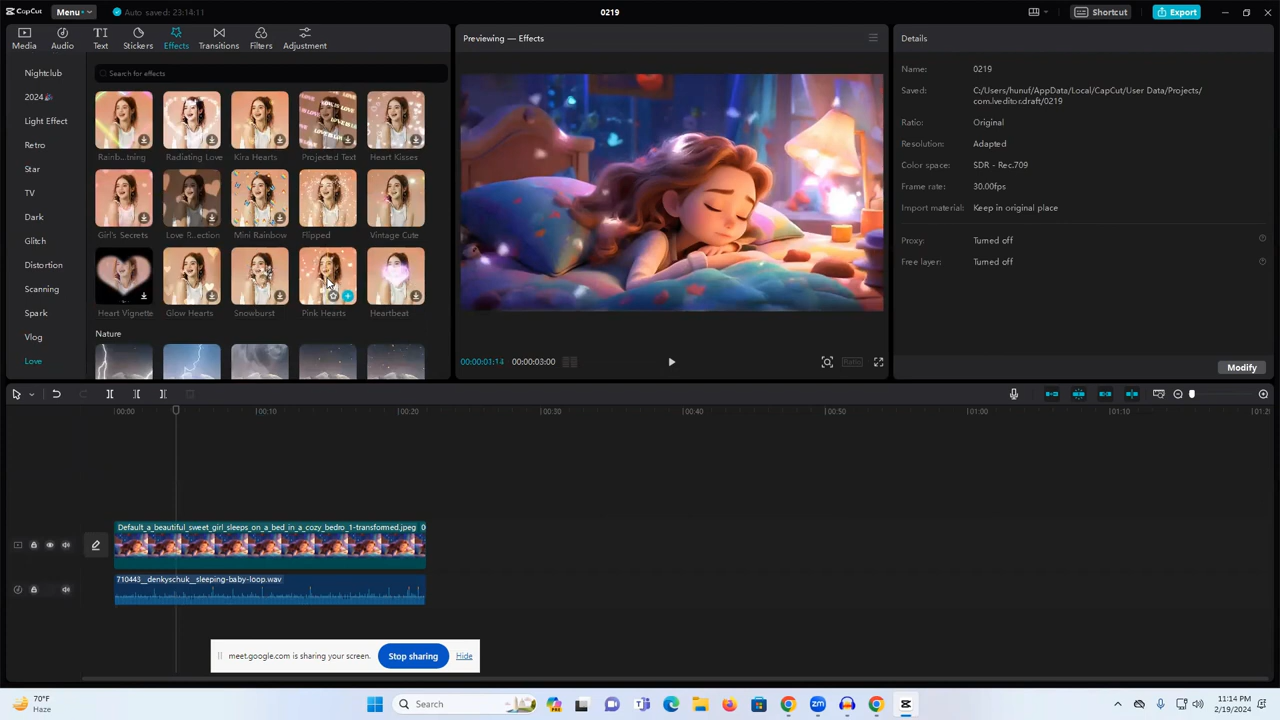 CapCut
Menu
Auto saved: 23:14:11
0219
Shortcut
Export
Media
Audio
Text
Stickers
Effects
Transitions
Filters
Adjustment
Nightclub
2024
Light Effect
Retro
Star
TV
Dark
Glitch
Distortion
Scanning
Spark
Vlog
Love
Search for effects
Rainb...tning
Radiating Love
Kira Hearts
Projected Text
Heart Kisses
Girl's Secrets
Love P...ection
Mini Rainbow
Flipped
Vintage Cute
Heart Vignette
Glow Hearts
Snowburst
Pink Hearts
Heartbeat
Nature
Previewing — Effects
00:00:01:14
00:00:03:00
Ratio
Details
Name: 0219
Saved: C:/Users/hunuf/AppData/Local/CapCut/User Data/Projects/
com.lveditor.draft/0219
Ratio: Original
Resolution: Adapted
Color space: SDR - Rec.709
Frame rate: 30.00fps
Import material: Keep in original place
Proxy: Turned off
Free layer: Turned off
Modify
00:00
00:10
00:20
00:30
00:40
00:50
01:00
01:10
01:20
Default_a_beautiful_sweet_girl_sleeps_on_a_bed_in_a_cozy_bedro_1-transformed.jpeg
710443__denkyschuk__sleeping-baby-loop.wav
meet.google.com is sharing your screen.
Stop sharing
Hide
70°F
Haze
Search
11:14 PM
2/19/2024